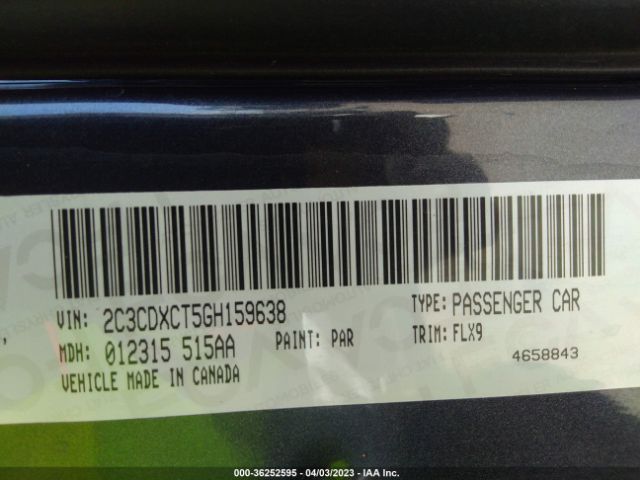 VIN: 2C3CDXCT5GH159638 TYPE: PASSENGER CAR
MDH: 012315 515AA PAINT: PAR TRIM: FLX9
VEHICLE MADE IN CANADA 4658843
000-36252595 - 04/03/2023 - IAA Inc.